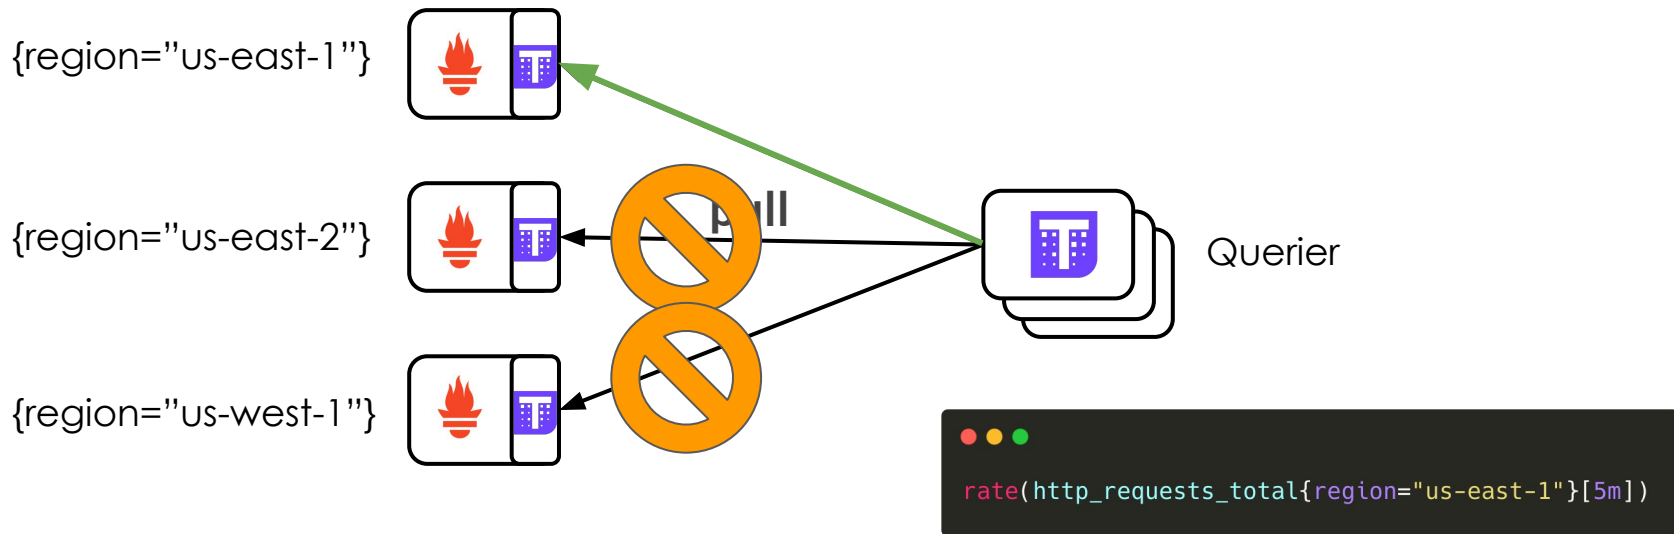 {region=”us-east-1”}
pull
{region=”us-east-2”}
Querier
{region=”us-west-1”}
rate(http_requests_total{region="us-east-1"}[5m])